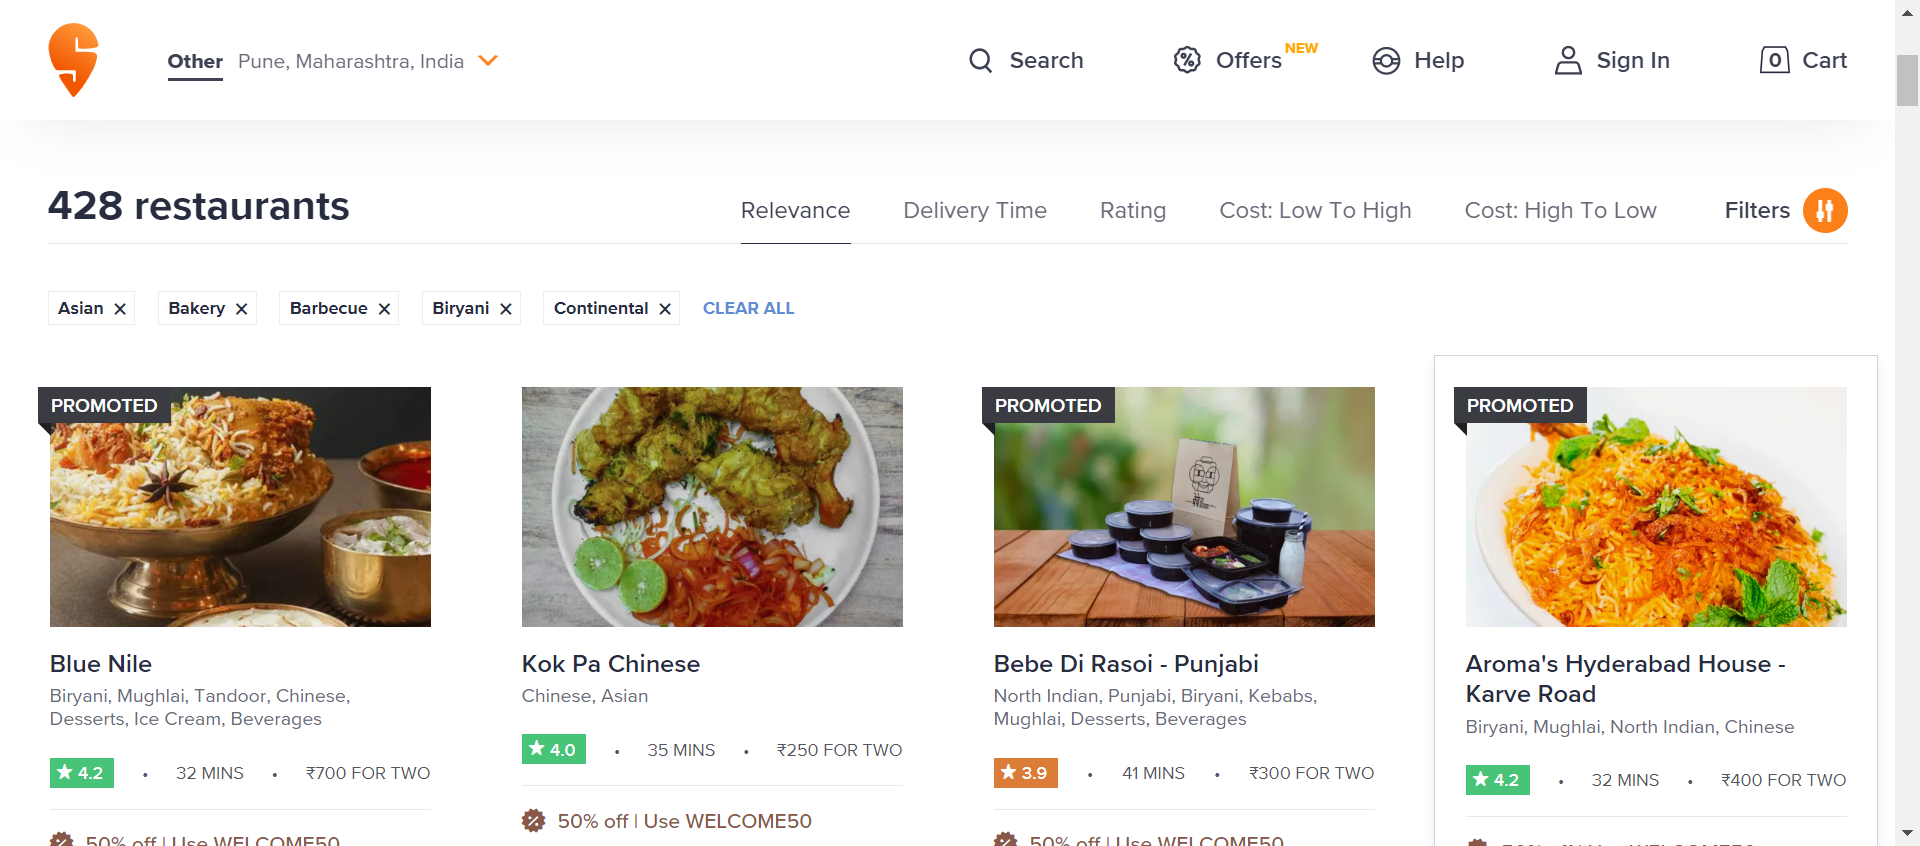 Other Pune, Maharashtra, India
Search
Offers NEW
Help
Sign In
0 Cart
428 restaurants
Relevance
Delivery Time
Rating
Cost: Low To High
Cost: High To Low
Filters
Asian
Bakery
Barbecue
Biryani
Continental
CLEAR ALL
PROMOTED
Blue Nile
Biryani, Mughlai, Tandoor, Chinese,
Desserts, Ice Cream, Beverages
★ 4.2 • 32 MINS • ₹700 FOR TWO
50% off | Use WELCOME50
Kok Pa Chinese
Chinese, Asian
★ 4.0 • 35 MINS • ₹250 FOR TWO
50% off | Use WELCOME50
PROMOTED
Bebe Di Rasoi - Punjabi
North Indian, Punjabi, Biryani, Kebabs,
Mughlai, Desserts, Beverages
★ 3.9 • 41 MINS • ₹300 FOR TWO
50% off | Use WELCOME50
PROMOTED
Aroma's Hyderabad House -
Karve Road
Biryani, Mughlai, North Indian, Chinese
★ 4.2 • 32 MINS • ₹400 FOR TWO